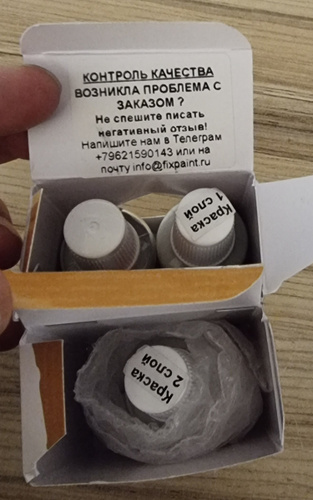 КОНТРОЛЬ КАЧЕСТВА
ВОЗНИКЛА ПРОБЛЕМА С
ЗАКАЗОМ ?
Не спешите писать
негативный отзыв!
Напишите нам в Телеграм
+79621590143 или на
почту info@fixpaint.ru
Краска
1 слой
Краска
2 слой